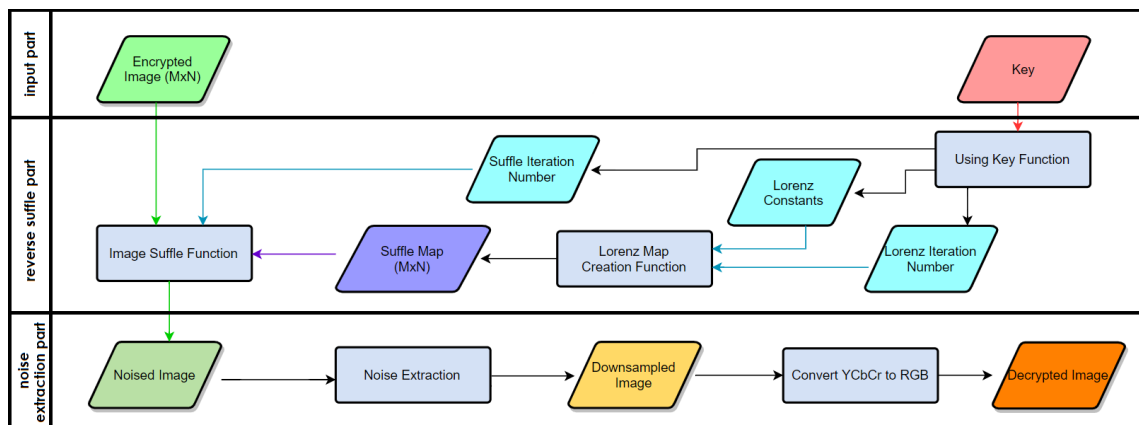 input part
Encrypted
Image (MxN)
Key
reverse suffle part
Suffle Iteration
Number
Using Key Function
Lorenz
Constants
Image Suffle Function
Suffle Map
(MxN)
Lorenz Map
Creation Function
Lorenz Iteration
Number
noise
extraction part
Noised Image
Noise Extraction
Downsampled
Image
Convert YCbCr to RGB
Decrypted Image